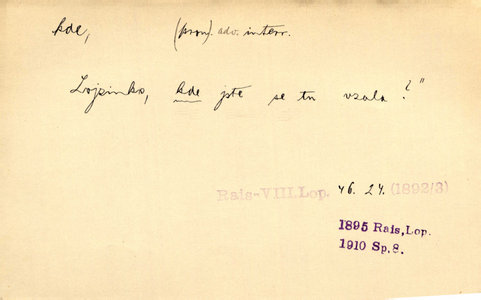 kde, (pron). adv. interr.
Lojzinko, kde jste se tu vzala?"
Rais-VIII.Lop. 46. 24. (1892/3)
1895 Rais,Lop.
1910 Sp.8.